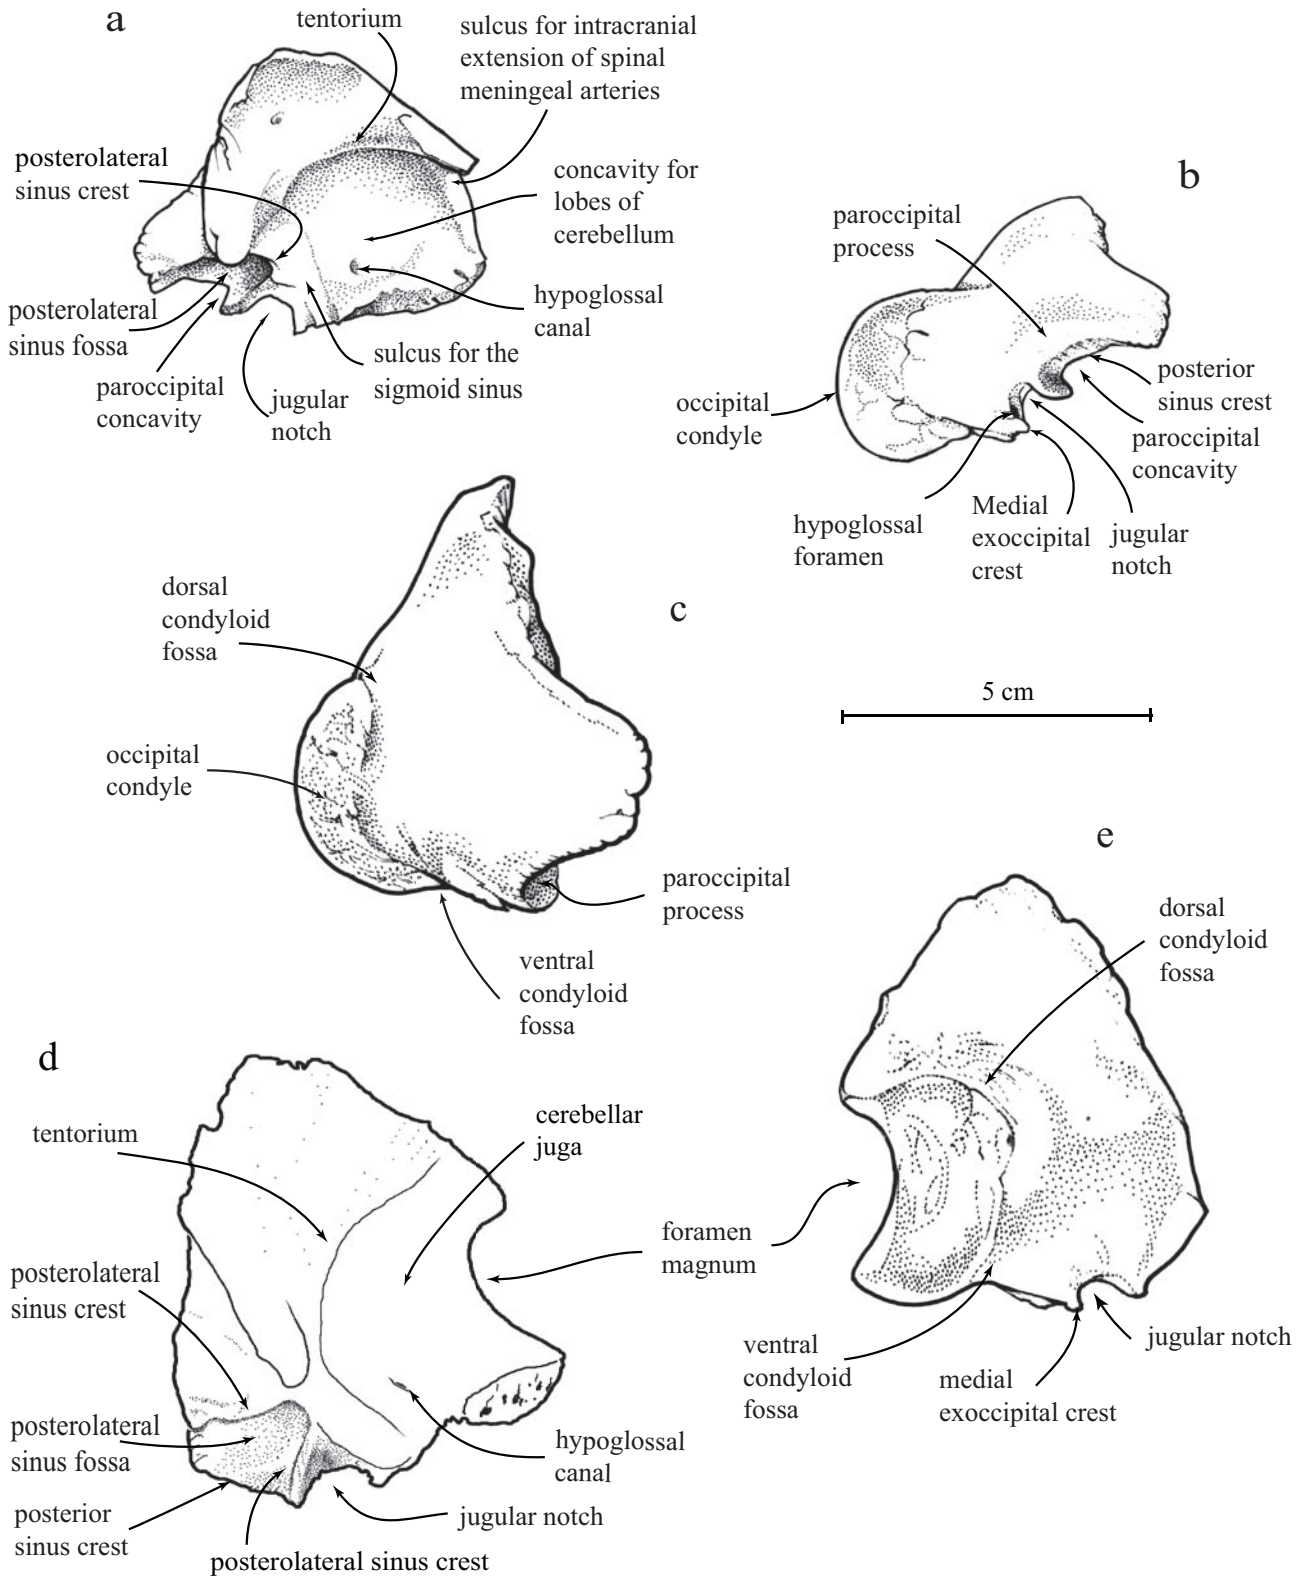 a
tentorium
sulcus for intracranial
extension of spinal
meningeal arteries
posterolateral
sinus crest
concavity for
lobes of
cerebellum
posterolateral
sinus fossa
hypoglossal
canal
paroccipital
concavity
jugular
notch
sulcus for the
sigmoid sinus
b
paroccipital
process
occipital
condyle
posterior
sinus crest
paroccipital
concavity
hypoglossal
foramen
Medial
exoccipital
crest
jugular
notch
c
dorsal
condyloid
fossa
occipital
condyle
paroccipital
process
ventral
condyloid
fossa
5 cm
d
tentorium
cerebellar
juga
foramen
magnum
posterolateral
sinus crest
posterolateral
sinus fossa
posterior
sinus crest
posterolateral sinus crest
jugular notch
hypoglossal
canal
e
dorsal
condyloid
fossa
ventral
condyloid
fossa
medial
exoccipital crest
jugular notch